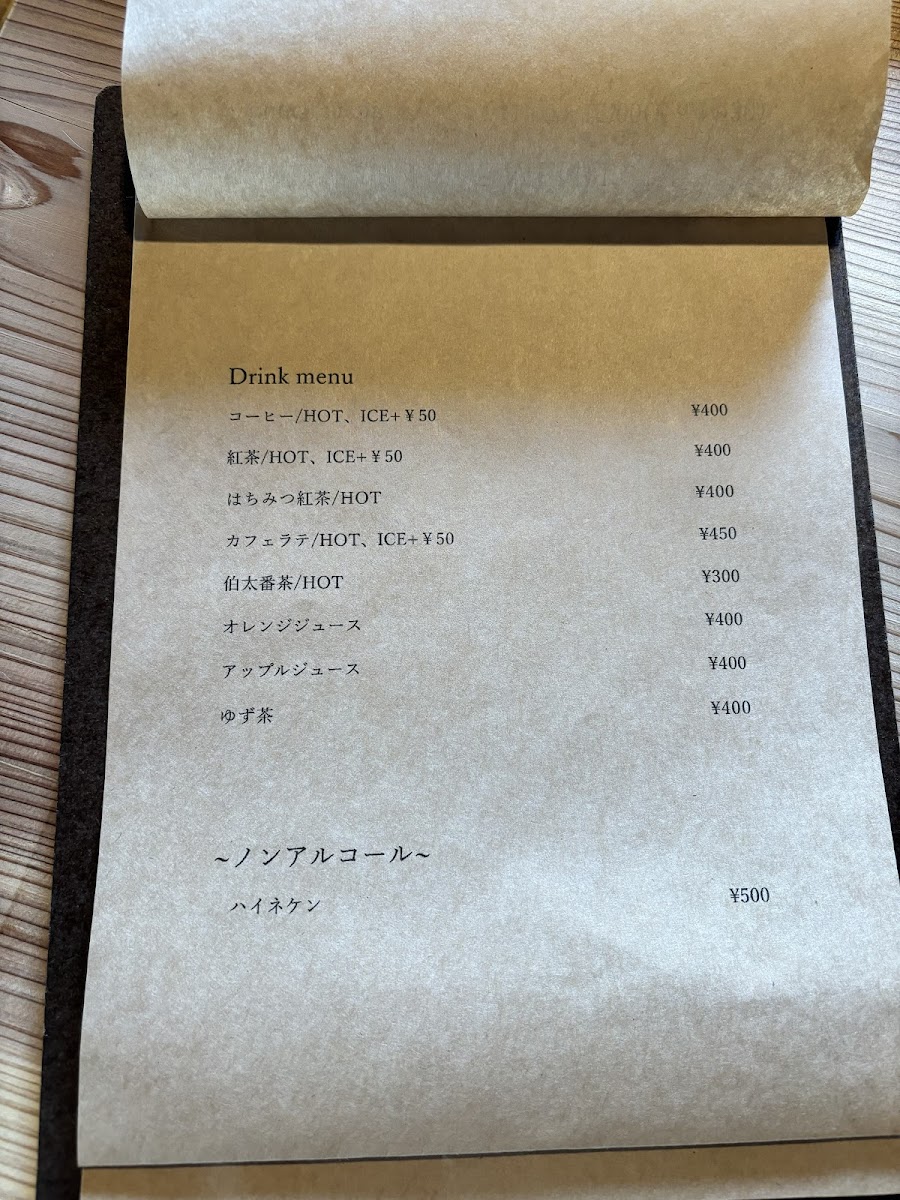 Drink menu
コーヒー/HOT、ICE+¥50 ¥400
紅茶/HOT、ICE+¥50 ¥400
はちみつ紅茶/HOT ¥400
カフェラテ/HOT、ICE+¥50 ¥450
伯太番茶/HOT ¥300
オレンジジュース ¥400
アップルジュース ¥400
ゆず茶 ¥400
~ノンアルコール~
ハイネケン ¥500